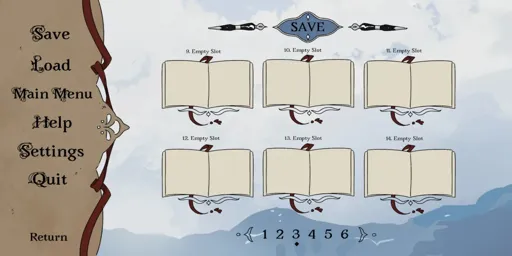 Save
Load
Main Menu
Help
Settings
Quit
Return
SAVE
9. Empty Slot
10. Empty Slot
11. Empty Slot
12. Empty Slot
13. Empty Slot
14. Empty Slot
1 2 3 4 5 6